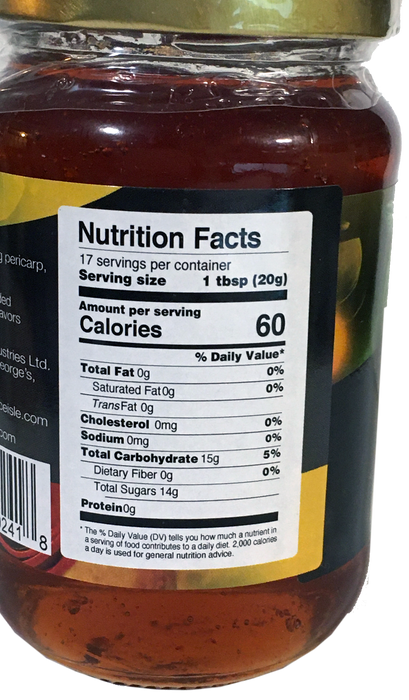 g pericarp,
avors
ustries Ltd.
eorge's,
eisle.com
com
241 8
Nutrition Facts
17 servings per container
Serving size 1 tbsp (20g)
Amount per serving
Calories 60
% Daily Value*
Total Fat 0g 0%
Saturated Fat 0g 0%
Trans Fat 0g
Cholesterol 0mg 0%
Sodium 0mg 0%
Total Carbohydrate 15g 5%
Dietary Fiber 0g 0%
Total Sugars 14g
Protein 0g
* The % Daily Value (DV) tells you how much a nutrient in
a serving of food contributes to a daily diet. 2,000 calories
a day is used for general nutrition advice.